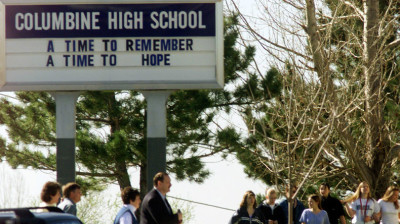 COLUMBINE HIGH SCHOOL
A TIME TO REMEMBER
A TIME TO HOPE